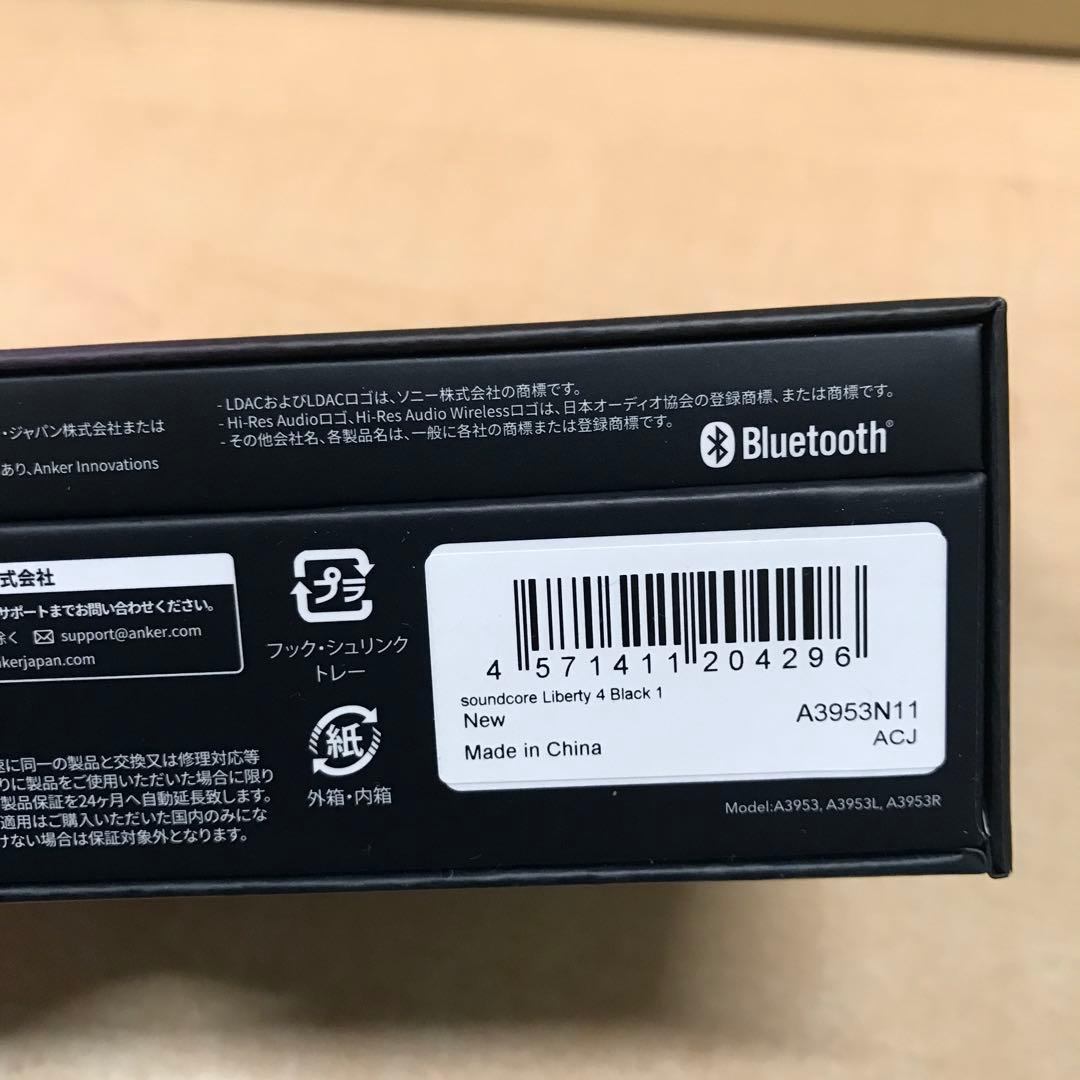 - LDACおよびLDACロゴは、ソニー株式会社の商標です。
- Hi-Res Audioロゴ、Hi-Res Audio Wirelessロゴは、日本オーディオ協会の登録商標、または商標です。
- その他会社名、各製品名は、一般に各社の商標または登録商標です。
・ジャパン株式会社または
あり、Anker Innovations
Bluetooth®
式会社
サポートまでお問い合わせください。
除く support@anker.com
kerjapan.com
プラ
フック・シュリンク
トレー
紙
外箱・内箱
4 571411 204296
soundcore Liberty 4 Black 1
New
A3953N11
ACJ
Made in China
Model:A3953, A3953L, A3953R
に同一の製品と交換又は修理対応等
りに製品をご使用いただいた場合に限り
製品保証を24ヶ月へ自動延長致します。
適用はご購入いただいた国内のみにな
けない場合は保証対象外となります。